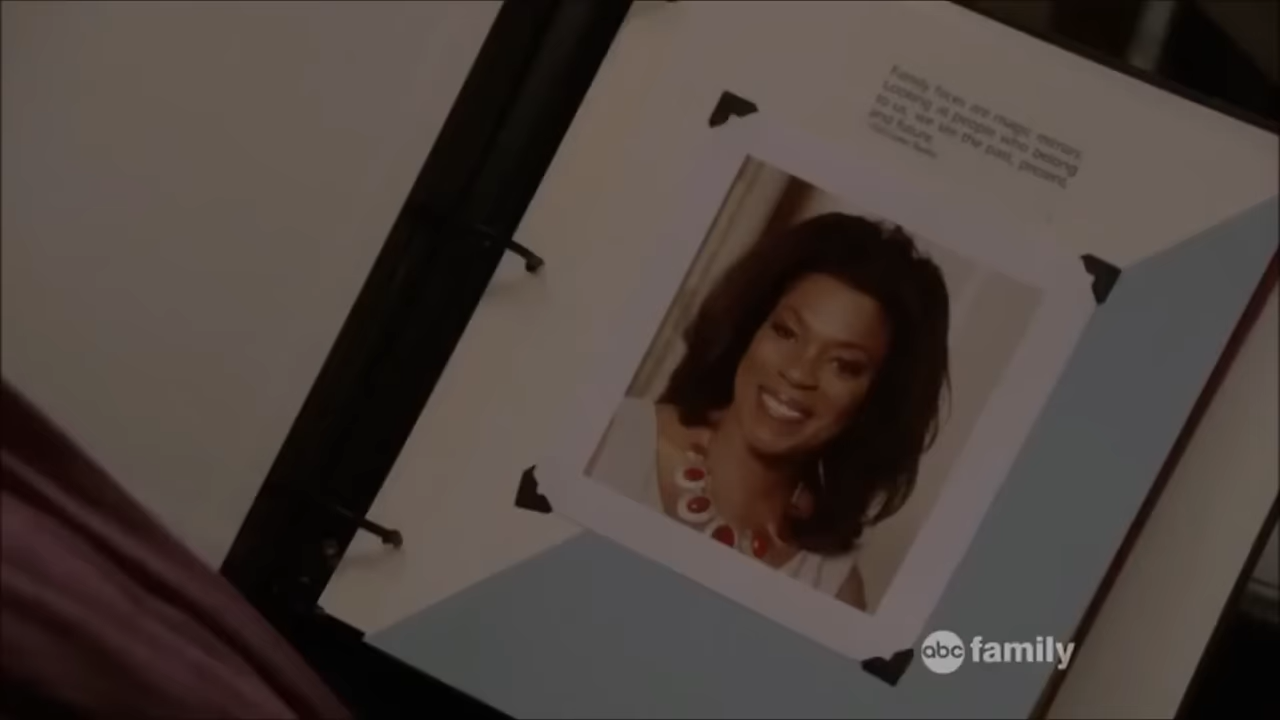 Family faces are magic mirrors
Looking at people who belong
to us, we see the past, present,
and future.
abc family